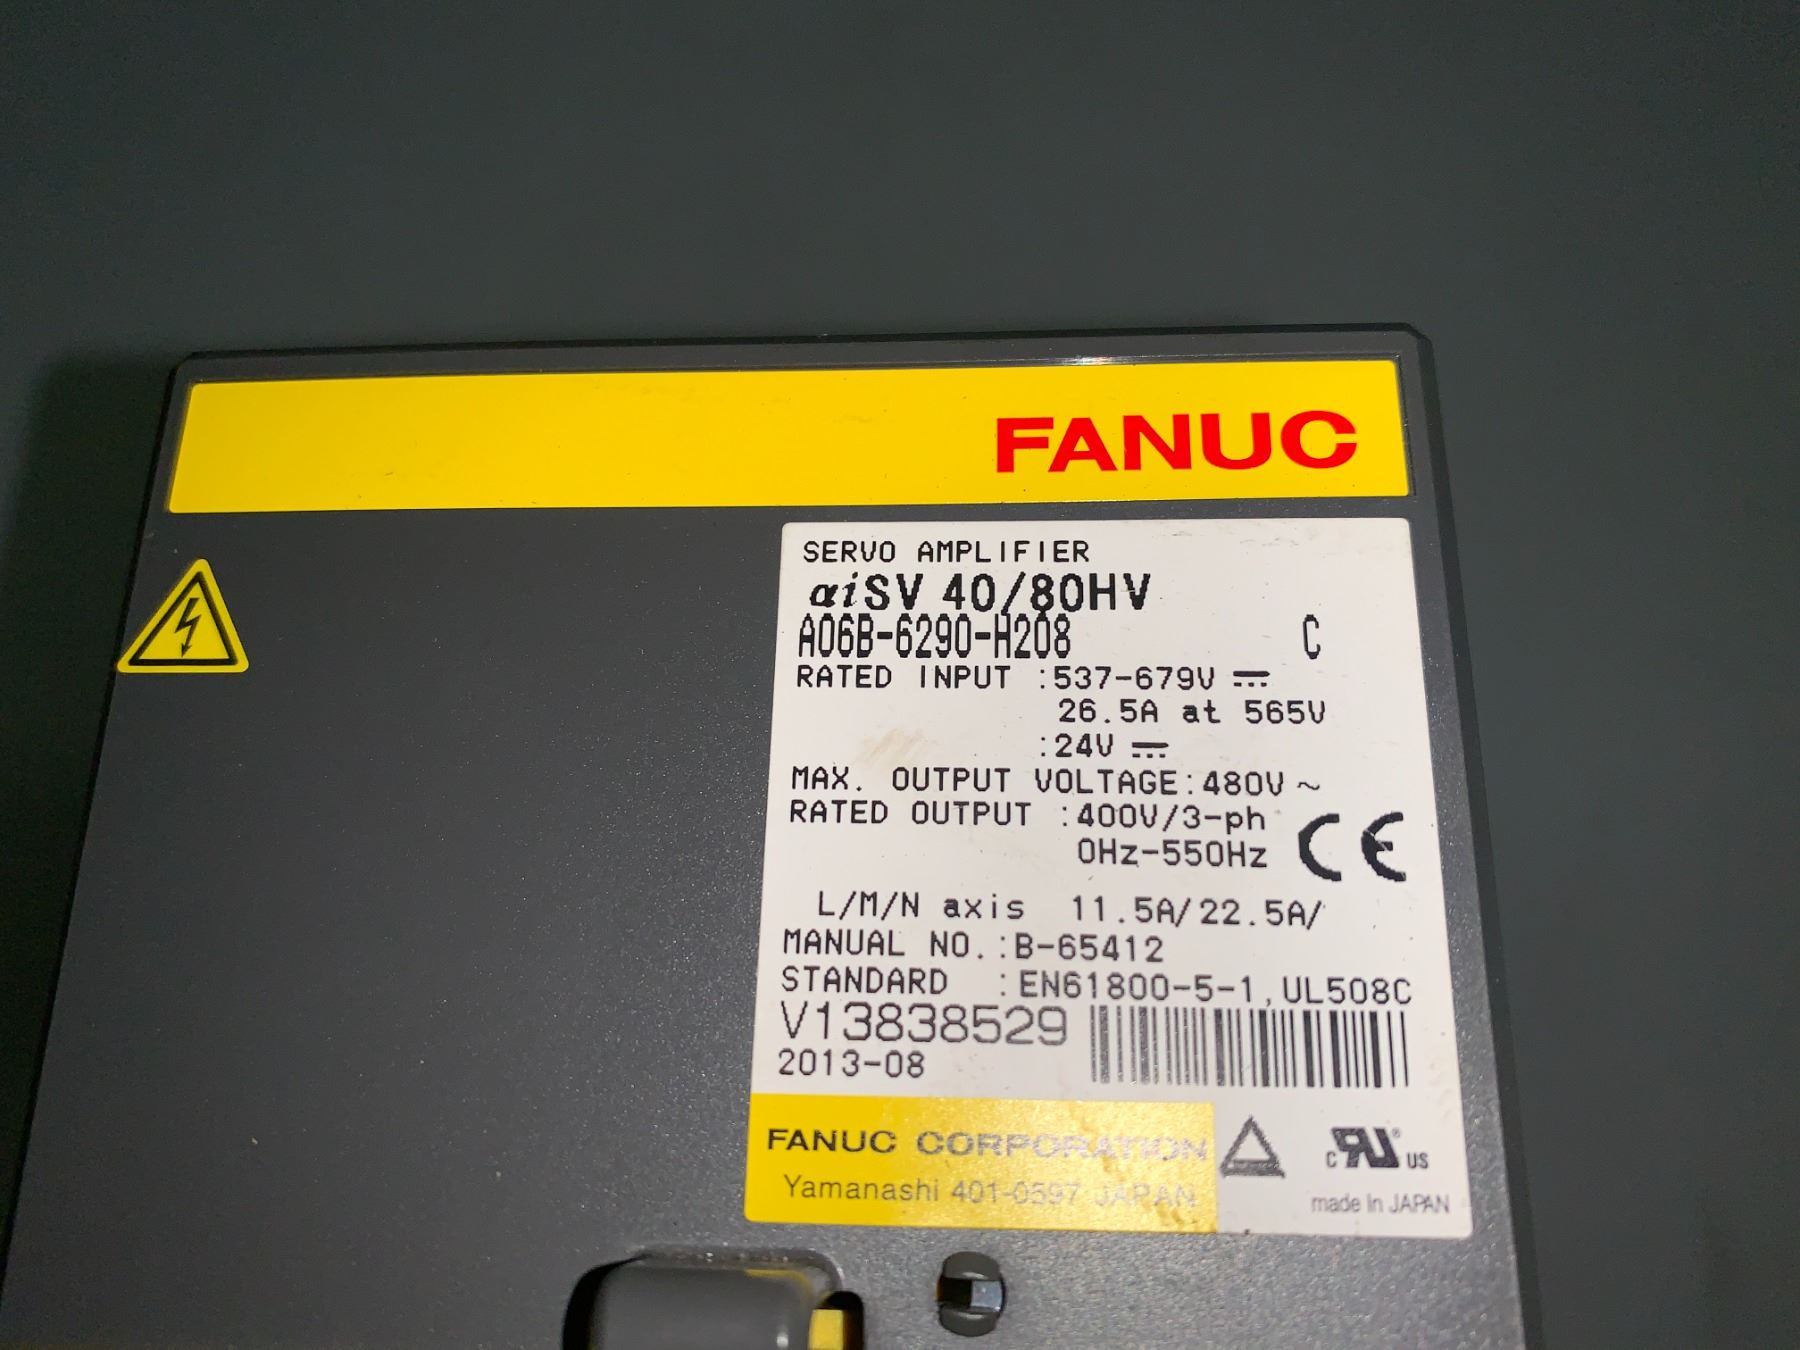 FANUC
SERVO AMPLIFIER
αiSV 40/80HV
A06B-6290-H208 C
RATED INPUT :537-679V ⎓
26.5A at 565V
:24V ⎓
MAX. OUTPUT VOLTAGE:480V ~
RATED OUTPUT :400V/3-ph
0Hz-550Hz
CE
L/M/N axis 11.5A/22.5A/
MANUAL NO.:B-65412
STANDARD :EN61800-5-1,UL508C
V13838529
2013-08
FANUC CORPORATION
Yamanashi 401-0597 JAPAN
c RU us
made in JAPAN